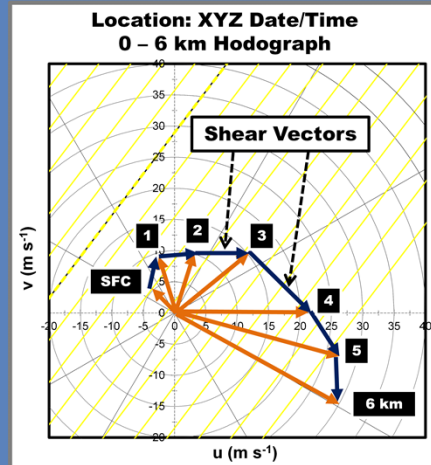 Location: XYZ Date/Time
0 – 6 km Hodograph
40
35
30
25
20
15
10
5
0
-5
-10
-15
-20
Shear Vectors
1
2
3
SFC
4
5
6 km
-20 -15 -10 -5 0 5 10 15 20 25 30 35 40
v (m s-1)
u (m s-1)